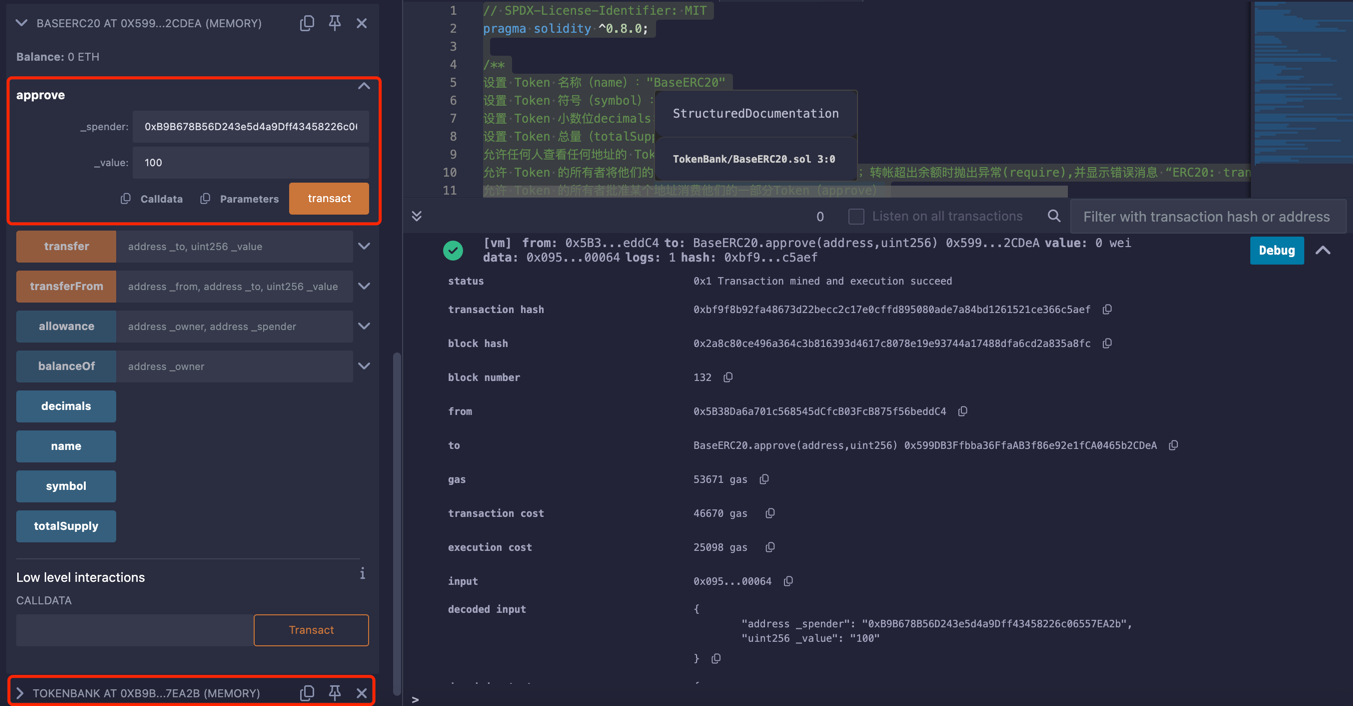 BASEERC20 AT 0X599...2CDEA (MEMORY)
Balance: 0 ETH
approve
_spender: 0xB9B678B56D243e5d4a9Dff43458226c0
_value: 100
Calldata Parameters transact
transfer address _to, uint256 _value
transferFrom address _from, address _to, uint256 _value
allowance address _owner, address _spender
balanceOf address _owner
decimals
name
symbol
totalSupply
Low level interactions
CALLDATA
Transact
TOKENBANK AT 0XB9B...7EA2B (MEMORY)
1 // SPDX-License-Identifier: MIT
2 pragma solidity ^0.8.0;
3
4 /**
5 设置 Token 名称（name）："BaseERC20"
6 设置 Token 符号（symbol）：
7 设置 Token 小数位decimals
8 设置 Token 总量（totalSupp
9 允许任何人查看任何地址的 Tok
10 允许 Token 的所有者将他们的 ；转帐超出余额时抛出异常(require),并显示错误消息 “ERC20: tran
11 允许 Token 的所有者批准某个地址消费他们的一部分Token（approve）
StructuredDocumentation
TokenBank/BaseERC20.sol 3:0
0 Listen on all transactions Filter with transaction hash or address
[vm] from: 0x5B3...eddC4 to: BaseERC20.approve(address,uint256) 0x599...2CDeA value: 0 wei
data: 0x095...00064 logs: 1 hash: 0xbf9...c5aef
Debug
status 0x1 Transaction mined and execution succeed
transaction hash 0xbf9f8b92fa48673d22becc2c17e0cffd895080ade7a84bd1261521ce366c5aef
block hash 0x2a8c80ce496a364c3b816393d4617c8078e19e93744a17488dfa6cd2a835a8fc
block number 132
from 0x5B38Da6a701c568545dCfcB03FcB875f56beddC4
to BaseERC20.approve(address,uint256) 0x599DB3Ffbba36FfaAB3f86e92e1fCA0465b2CDeA
gas 53671 gas
transaction cost 46670 gas
execution cost 25098 gas
input 0x095...00064
decoded input {
"address _spender": "0xB9B678B56D243e5d4a9Dff43458226c06557EA2b",
"uint256 _value": "100"
}
>